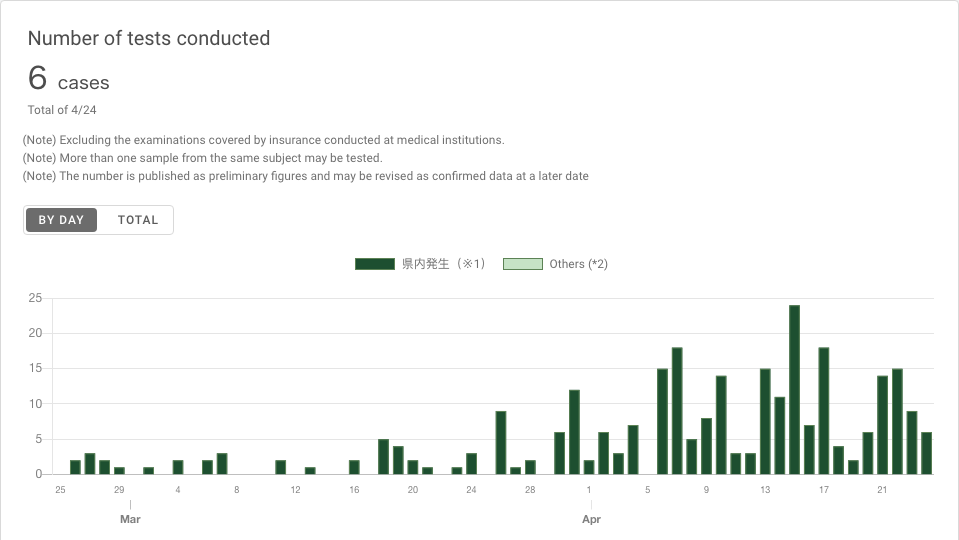 Number of tests conducted
6 cases
Total of 4/24
(Note) Excluding the examinations covered by insurance conducted at medical institutions.
(Note) More than one sample from the same subject may be tested.
(Note) The number is published as preliminary figures and may be revised as confirmed data at a later date
BY DAY TOTAL
県内発生（※1） Others (*2)
25
20
15
10
5
0
25 29 4 8 12 16 20 24 28 1 5 9 13 17 21
Mar Apr